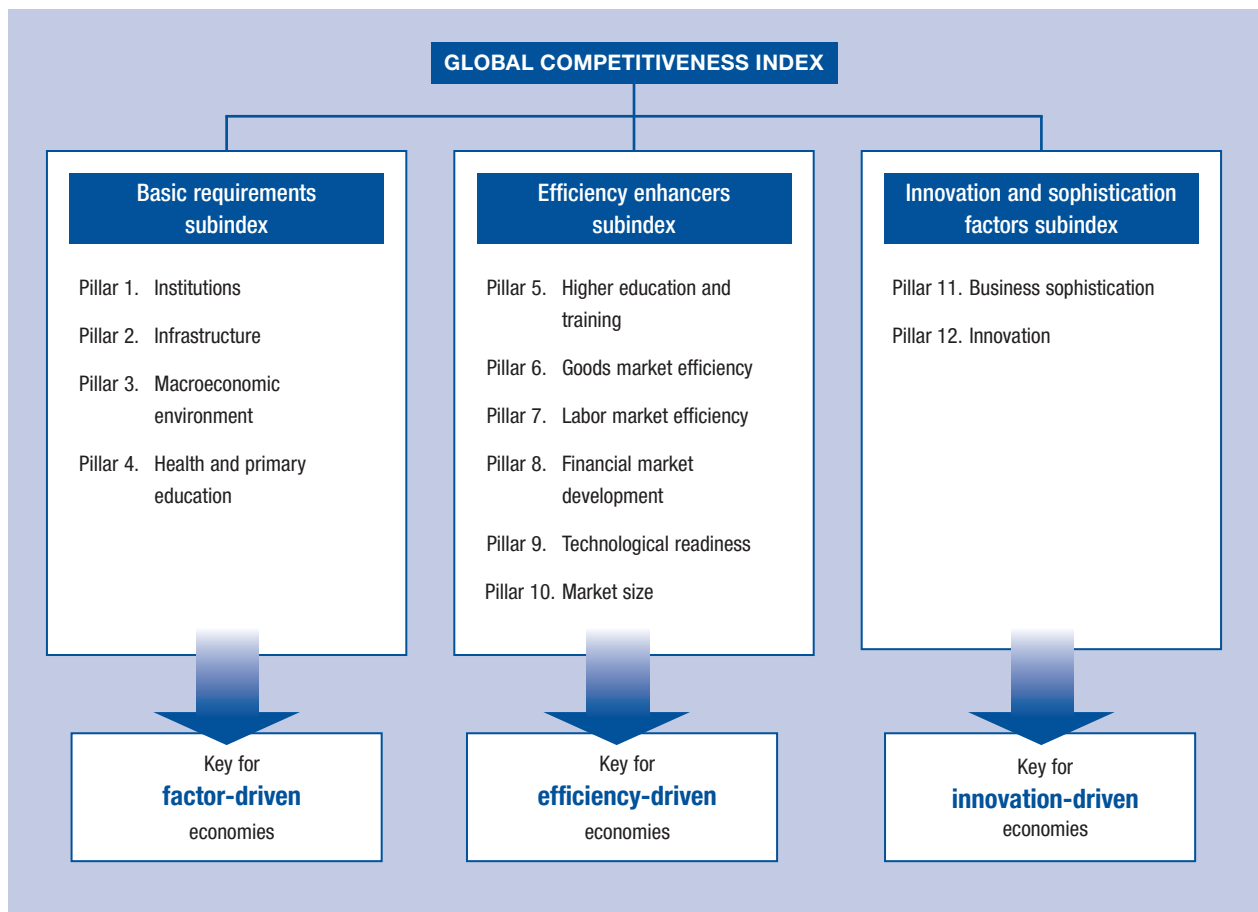 GLOBAL COMPETITIVENESS INDEX
Basic requirements
subindex
Pillar 1. Institutions
Pillar 2. Infrastructure
Pillar 3. Macroeconomic
environment
Pillar 4. Health and primary
education
Key for
factor-driven
economies
Efficiency enhancers
subindex
Pillar 5. Higher education and
training
Pillar 6. Goods market efficiency
Pillar 7. Labor market efficiency
Pillar 8. Financial market
development
Pillar 9. Technological readiness
Pillar 10. Market size
Key for
efficiency-driven
economies
Innovation and sophistication
factors subindex
Pillar 11. Business sophistication
Pillar 12. Innovation
Key for
innovation-driven
economies